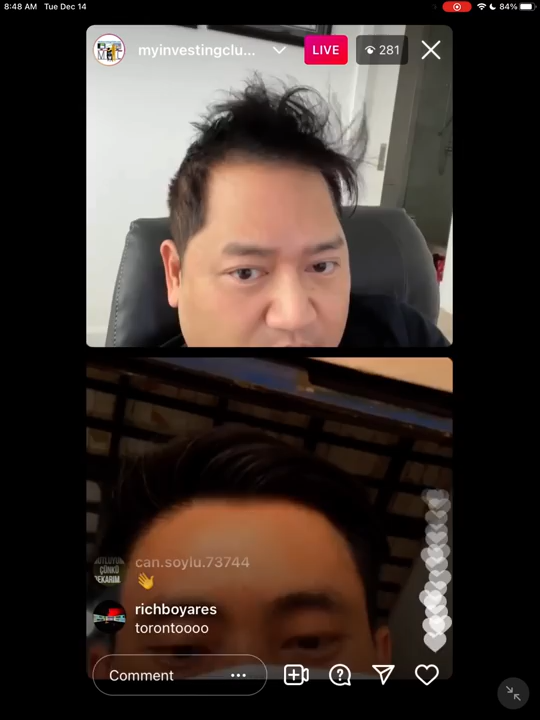 8:48 AM Tue Dec 14
84%
myinvestingclu...
LIVE
281
can.soylu.73744
👋
richboyares
torontoooo
Comment